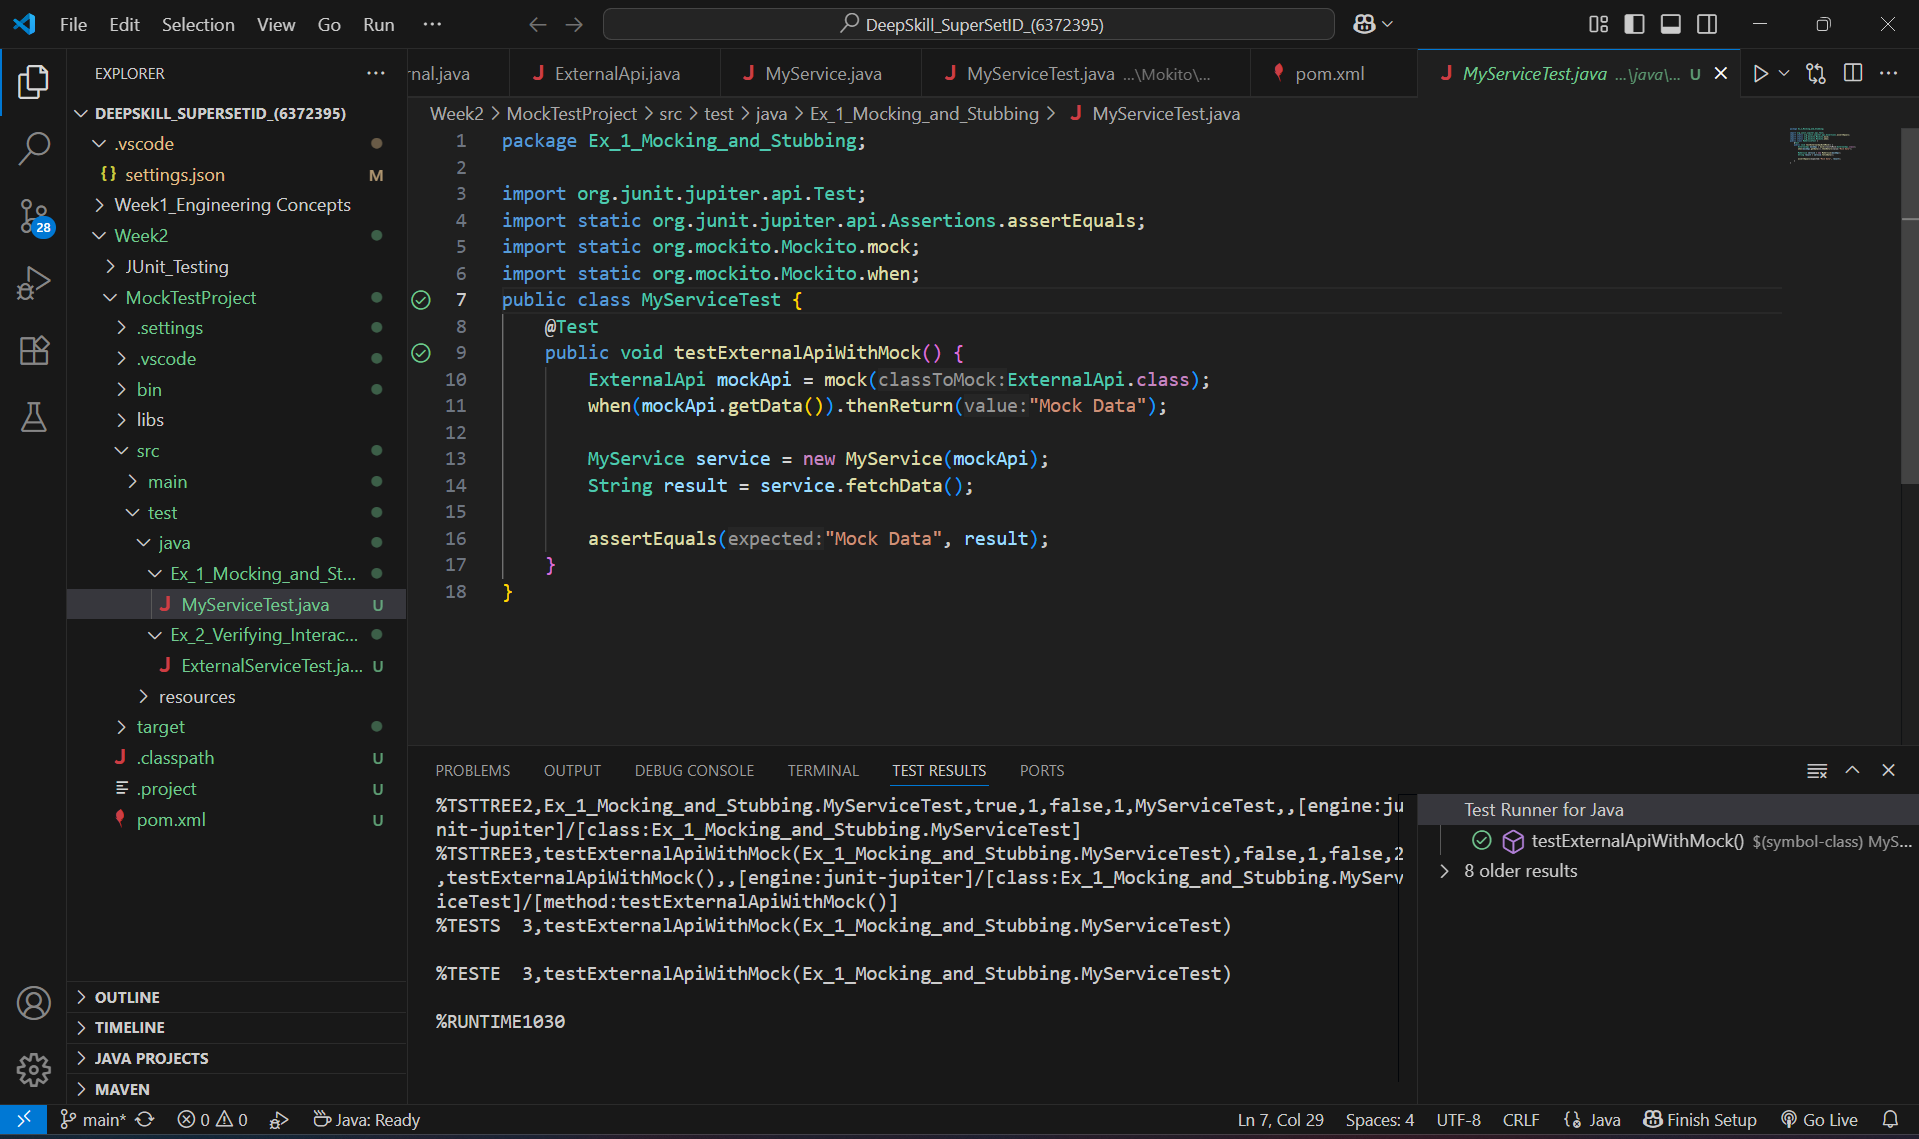 File Edit Selection View Go Run ···
DeepSkill_SuperSetID_(6372395)
EXPLORER
DEEPSKILL_SUPERSETID_(6372395)
.vscode
{} settings.json M
Week1_Engineering Concepts
28
Week2
JUnit_Testing
MockTestProject
.settings
.vscode
bin
libs
src
main
test
java
Ex_1_Mocking_and_St...
J MyServiceTest.java U
Ex_2_Verifying_Interac...
J ExternalServiceTest.ja... U
resources
target
J .classpath U
.project U
pom.xml U
OUTLINE
TIMELINE
JAVA PROJECTS
MAVEN
rnal.java J ExternalApi.java J MyService.java J MyServiceTest.java ...\Mokito\... pom.xml J MyServiceTest.java ...\java\... U
Week2 > MockTestProject > src > test > java > Ex_1_Mocking_and_Stubbing > J MyServiceTest.java
1 package Ex_1_Mocking_and_Stubbing;
2
3 import org.junit.jupiter.api.Test;
4 import static org.junit.jupiter.api.Assertions.assertEquals;
5 import static org.mockito.Mockito.mock;
6 import static org.mockito.Mockito.when;
7 public class MyServiceTest {
8 @Test
9 public void testExternalApiWithMock() {
10 ExternalApi mockApi = mock(classToMock:ExternalApi.class);
11 when(mockApi.getData()).thenReturn(value:"Mock Data");
12
13 MyService service = new MyService(mockApi);
14 String result = service.fetchData();
15
16 assertEquals(expected:"Mock Data", result);
17 }
18 }
PROBLEMS OUTPUT DEBUG CONSOLE TERMINAL TEST RESULTS PORTS
%TSTTREE2,Ex_1_Mocking_and_Stubbing.MyServiceTest,true,1,false,1,MyServiceTest,,[engine:ju
nit-jupiter]/[class:Ex_1_Mocking_and_Stubbing.MyServiceTest]
%TSTTREE3,testExternalApiWithMock(Ex_1_Mocking_and_Stubbing.MyServiceTest),false,1,false,2
,testExternalApiWithMock(),,[engine:junit-jupiter]/[class:Ex_1_Mocking_and_Stubbing.MyServ
iceTest]/[method:testExternalApiWithMock()]
%TESTS  3,testExternalApiWithMock(Ex_1_Mocking_and_Stubbing.MyServiceTest)
%TESTE  3,testExternalApiWithMock(Ex_1_Mocking_and_Stubbing.MyServiceTest)
%RUNTIME1030
Test Runner for Java
testExternalApiWithMock() $(symbol-class) MyS...
8 older results
main* 0 0 Java: Ready Ln 7, Col 29 Spaces: 4 UTF-8 CRLF {} Java Finish Setup Go Live